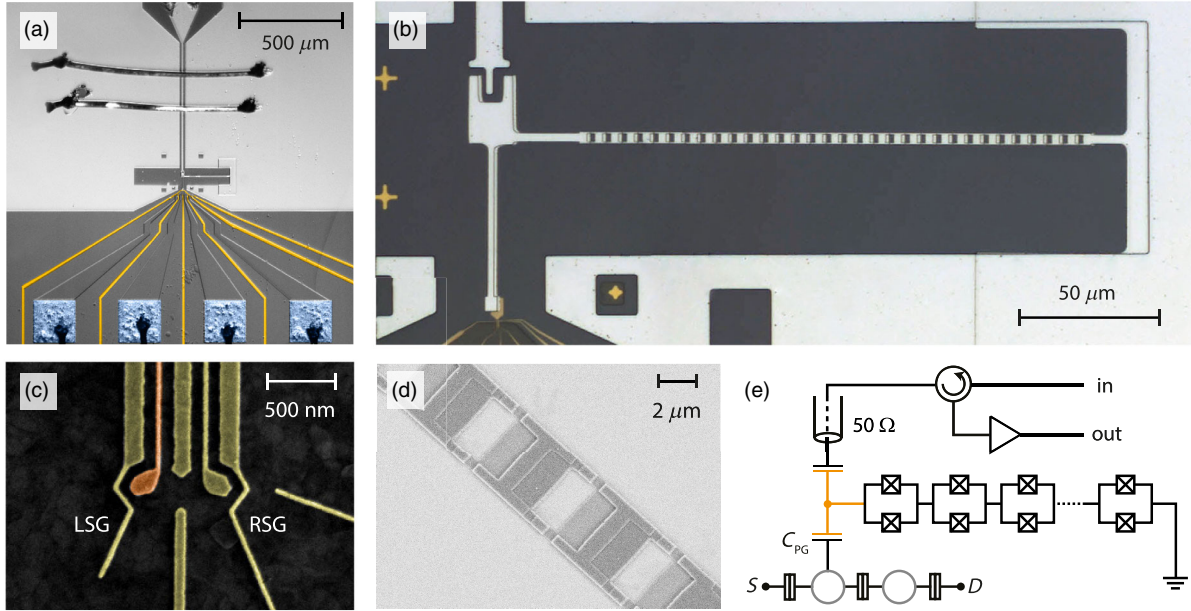 (a)
500 μm
(b)
50 μm
(c)
500 nm
LSG
RSG
(d)
2 μm
(e)
in
50 Ω
out
C_PG
S
D